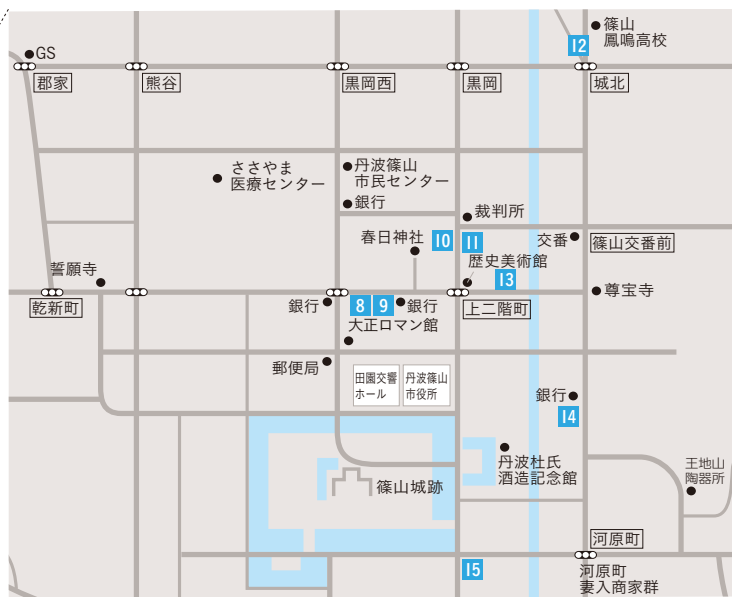 篠山
鳳鳴高校
12
GS
郡家
熊谷
黒岡西
黒岡
城北
ささやま
医療センター
丹波篠山
市民センター
銀行
裁判所
春日神社
10
11
交番
篠山交番前
歴史美術館
13
誓願寺
尊宝寺
乾新町
銀行
8
9
銀行
上二階町
大正ロマン館
郵便局
田園交響
ホール
丹波篠山
市役所
銀行
14
丹波杜氏
酒造記念館
王地山
陶器所
篠山城跡
河原町
15
河原町
妻入商家群